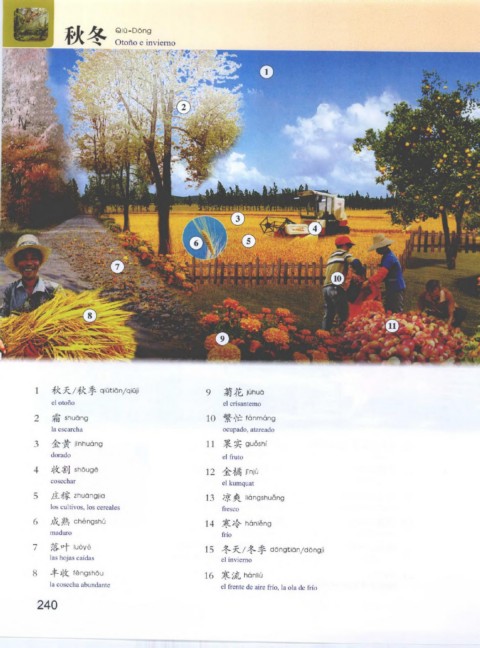 秋冬 Qiū-Dōng
Otoño e invierno
1
2
3
4
5
6
7
8
9
10
11
1 秋天/秋季 qiūtiān/qiūjì
el otoño
2 霜 shuāng
la escarcha
3 金黄 jīnhuáng
dorado
4 收割 shōugē
cosechar
5 庄稼 zhuāngjia
los cultivos, los cereales
6 成熟 chéngshú
maduro
7 落叶 luòyè
las hojas caídas
8 丰收 fēngshōu
la cosecha abundante
9 菊花 júhuā
el crisantemo
10 繁忙 fánmáng
ocupado, atareado
11 果实 guǒshí
el fruto
12 金橘 jīnjú
el kumquat
13 凉爽 liángshuǎng
fresco
14 寒冷 hánlěng
frío
15 冬天/冬季 dōngtiān/dōngjì
el invierno
16 寒流 hánliú
el frente de aire frío, la ola de frío
240